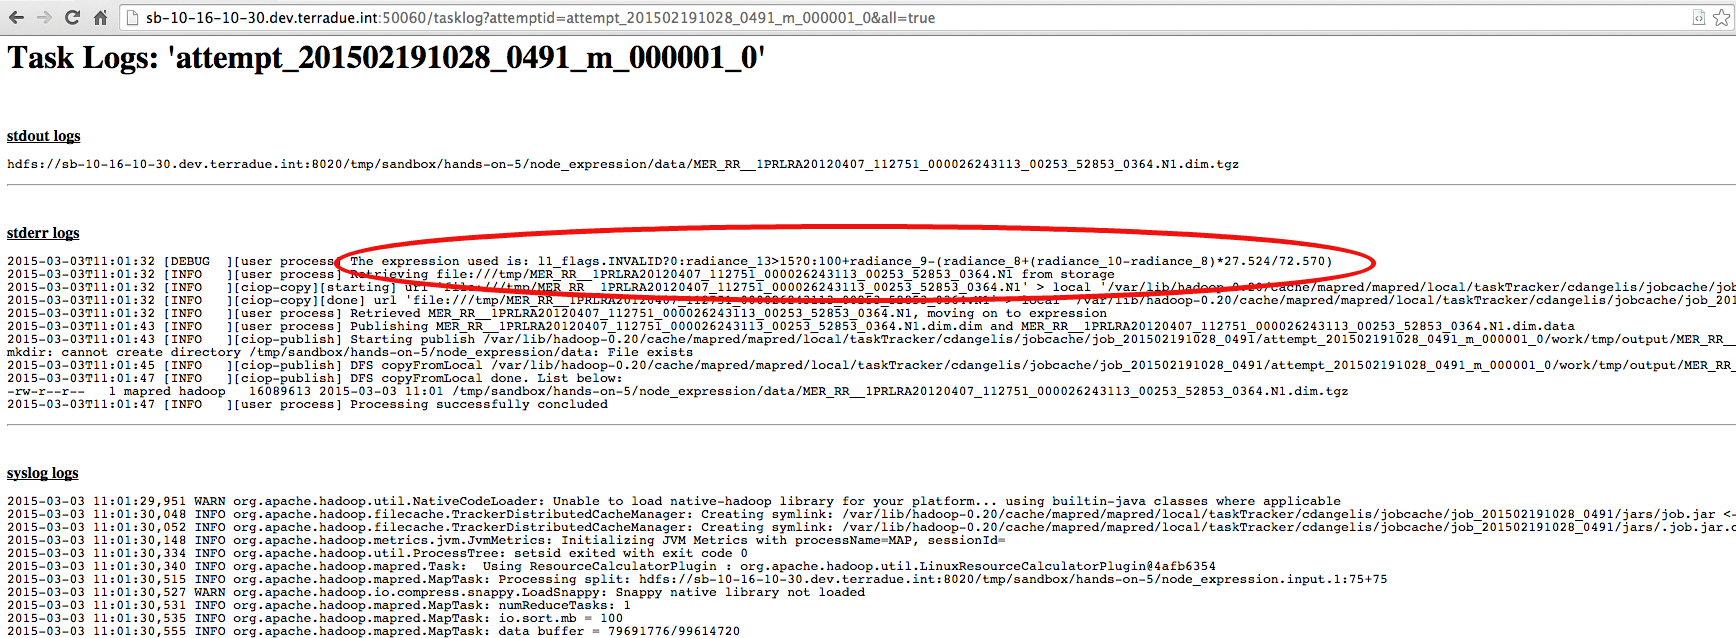 sb-10-16-10-30.dev.terradue.int:50060/tasklog?attemptid=attempt_201502191028_0491_m_000001_0&all=true
Task Logs: 'attempt_201502191028_0491_m_000001_0'
stdout logs
hdfs://sb-10-16-10-30.dev.terradue.int:8020/tmp/sandbox/hands-on-5/node_expression/data/MER_RR__1PRLRA20120407_112751_000026243113_00253_52853_0364.N1.dim.tgz
stderr logs
2015-03-03T11:01:32 [DEBUG  ][user process] The expression used is: l1_flags.INVALID?0:radiance_13>15?0:100+radiance_9-(radiance_8+(radiance_10-radiance_8)*27.524/72.570)
2015-03-03T11:01:32 [INFO   ][user process] Retrieving file:///tmp/MER_RR__1PRLRA20120407_112751_000026243113_00253_52853_0364.N1 from storage
2015-03-03T11:01:32 [INFO   ][ciop-copy][starting] url 'file:///tmp/MER_RR__1PRLRA20120407_112751_000026243113_00253_52853_0364.N1' > local '/var/lib/hadoop-0.20/cache/mapred/mapred/local/taskTracker/cdangelis/jobcache/job
2015-03-03T11:01:32 [INFO   ][ciop-copy][done] url 'file:///tmp/MER_RR__1PRLRA20120407_112751_000026243113_00253_52853_0364.N1' > local '/var/lib/hadoop-0.20/cache/mapred/mapred/local/taskTracker/cdangelis/jobcache/job_201
2015-03-03T11:01:32 [INFO   ][user process] Retrieved MER_RR__1PRLRA20120407_112751_000026243113_00253_52853_0364.N1, moving on to expression
2015-03-03T11:01:43 [INFO   ][user process] Publishing MER_RR__1PRLRA20120407_112751_000026243113_00253_52853_0364.N1.dim.dim and MER_RR__1PRLRA20120407_112751_000026243113_00253_52853_0364.N1.dim.data
2015-03-03T11:01:43 [INFO   ][ciop-publish] Starting publish /var/lib/hadoop-0.20/cache/mapred/mapred/local/taskTracker/cdangelis/jobcache/job_201502191028_0491/attempt_201502191028_0491_m_000001_0/work/tmp/output/MER_RR__
mkdir: cannot create directory /tmp/sandbox/hands-on-5/node_expression/data: File exists
2015-03-03T11:01:45 [INFO   ][ciop-publish] DFS copyFromLocal /var/lib/hadoop-0.20/cache/mapred/mapred/local/taskTracker/cdangelis/jobcache/job_201502191028_0491/attempt_201502191028_0491_m_000001_0/work/tmp/output/MER_RR
2015-03-03T11:01:47 [INFO   ][ciop-publish] DFS copyFromLocal done. List below:
-rw-r--r--   1 mapred hadoop   16089613 2015-03-03 11:01 /tmp/sandbox/hands-on-5/node_expression/data/MER_RR__1PRLRA20120407_112751_000026243113_00253_52853_0364.N1.dim.tgz
2015-03-03T11:01:47 [INFO   ][user process] Processing successfully concluded
syslog logs
2015-03-03 11:01:29,951 WARN org.apache.hadoop.util.NativeCodeLoader: Unable to load native-hadoop library for your platform... using builtin-java classes where applicable
2015-03-03 11:01:30,048 INFO org.apache.hadoop.filecache.TrackerDistributedCacheManager: Creating symlink: /var/lib/hadoop-0.20/cache/mapred/mapred/local/taskTracker/cdangelis/jobcache/job_201502191028_0491/jars/job.jar <-
2015-03-03 11:01:30,052 INFO org.apache.hadoop.filecache.TrackerDistributedCacheManager: Creating symlink: /var/lib/hadoop-0.20/cache/mapred/mapred/local/taskTracker/cdangelis/jobcache/job_201502191028_0491/jars/.job.jar.c
2015-03-03 11:01:30,148 INFO org.apache.hadoop.metrics.jvm.JvmMetrics: Initializing JVM Metrics with processName=MAP, sessionId=
2015-03-03 11:01:30,334 INFO org.apache.hadoop.util.ProcessTree: setsid exited with exit code 0
2015-03-03 11:01:30,340 INFO org.apache.hadoop.mapred.Task:  Using ResourceCalculatorPlugin : org.apache.hadoop.util.LinuxResourceCalculatorPlugin@4afb6354
2015-03-03 11:01:30,515 INFO org.apache.hadoop.mapred.MapTask: Processing split: hdfs://sb-10-16-10-30.dev.terradue.int:8020/tmp/sandbox/hands-on-5/node_expression.input.1:75+75
2015-03-03 11:01:30,527 WARN org.apache.hadoop.io.compress.snappy.LoadSnappy: Snappy native library not loaded
2015-03-03 11:01:30,531 INFO org.apache.hadoop.mapred.MapTask: numReduceTasks: 1
2015-03-03 11:01:30,535 INFO org.apache.hadoop.mapred.MapTask: io.sort.mb = 100
2015-03-03 11:01:30,555 INFO org.apache.hadoop.mapred.MapTask: data buffer = 79691776/99614720